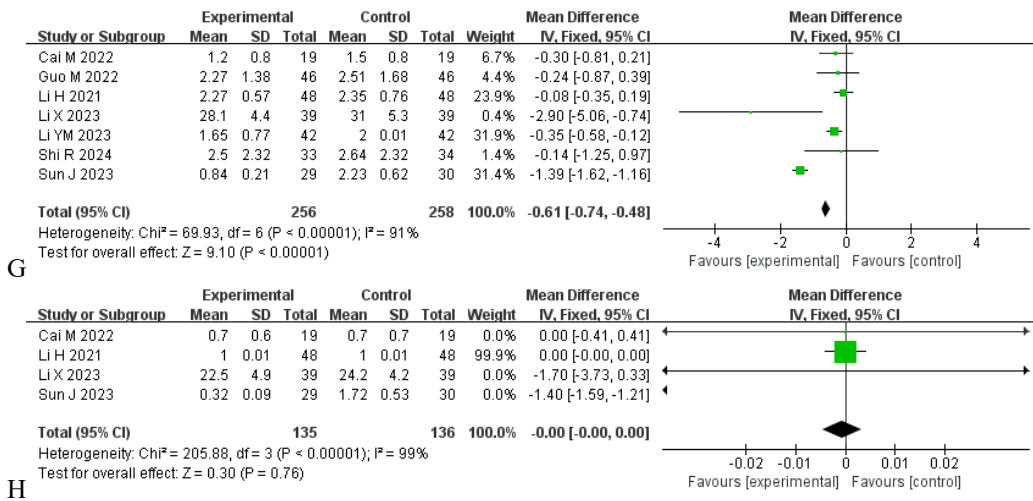 Experimental Control Mean Difference Mean Difference
Study or Subgroup Mean SD Total Mean SD Total Weight IV, Fixed, 95% CI IV, Fixed, 95% CI
Cai M 2022 1.2 0.8 19 1.5 0.8 19 6.7% -0.30 [-0.81, 0.21]
Guo M 2022 2.27 1.38 46 2.51 1.68 46 4.4% -0.24 [-0.87, 0.39]
Li H 2021 2.27 0.57 48 2.35 0.76 48 23.9% -0.08 [-0.35, 0.19]
Li X 2023 28.1 4.4 39 31 5.3 39 0.4% -2.90 [-5.06, -0.74]
Li YM 2023 1.65 0.77 42 2 0.01 42 31.9% -0.35 [-0.58, -0.12]
Shi R 2024 2.5 2.32 33 2.64 2.32 34 1.4% -0.14 [-1.25, 0.97]
Sun J 2023 0.84 0.21 29 2.23 0.62 30 31.4% -1.39 [-1.62, -1.16]
Total (95% CI) 256 258 100.0% -0.61 [-0.74, -0.48]
Heterogeneity: Chi² = 69.93, df = 6 (P < 0.00001); I² = 91%
Test for overall effect: Z = 9.10 (P < 0.00001)
-4 -2 0 2 4
Favours [experimental] Favours [control]
G
Experimental Control Mean Difference Mean Difference
Study or Subgroup Mean SD Total Mean SD Total Weight IV, Fixed, 95% CI IV, Fixed, 95% CI
Cai M 2022 0.7 0.6 19 0.7 0.7 19 0.0% 0.00 [-0.41, 0.41]
Li H 2021 1 0.01 48 1 0.01 48 99.9% 0.00 [-0.00, 0.00]
Li X 2023 22.5 4.9 39 24.2 4.2 39 0.0% -1.70 [-3.73, 0.33]
Sun J 2023 0.32 0.09 29 1.72 0.53 30 0.0% -1.40 [-1.59, -1.21]
Total (95% CI) 135 136 100.0% -0.00 [-0.00, 0.00]
Heterogeneity: Chi² = 205.88, df = 3 (P < 0.00001); I² = 99%
Test for overall effect: Z = 0.30 (P = 0.76)
-0.02 -0.01 0 0.01 0.02
Favours [experimental] Favours [control]
H